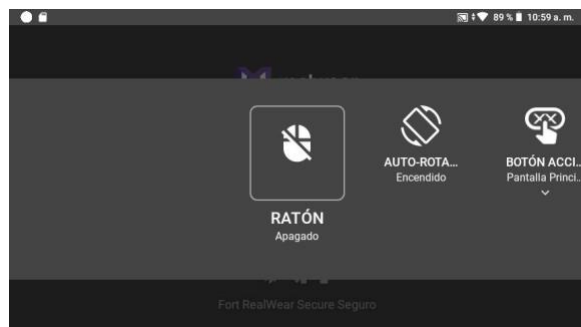 89 % 10:59 a. m.
AUTO-ROTA...
Encendido
BOTÓN ACCI...
Pantalla Princi...
RATÓN
Apagado
Fort RealWear Secure Seguro